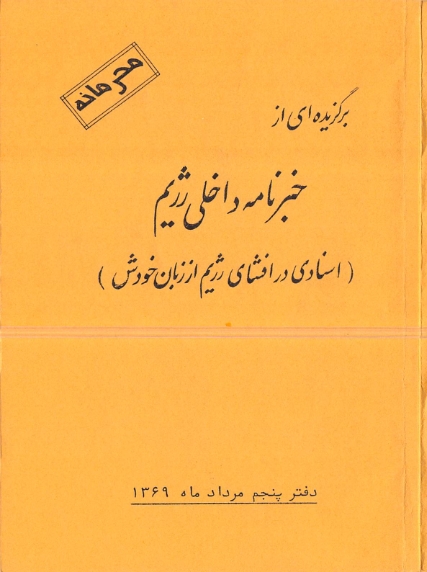 محرمانه
برگزیده ای از
خبرنامه داخلی رژیم
( اسنادی در افشای رژیم از زبان خودش )
دفتر پنجم مرداد ماه ۱۳۶۹